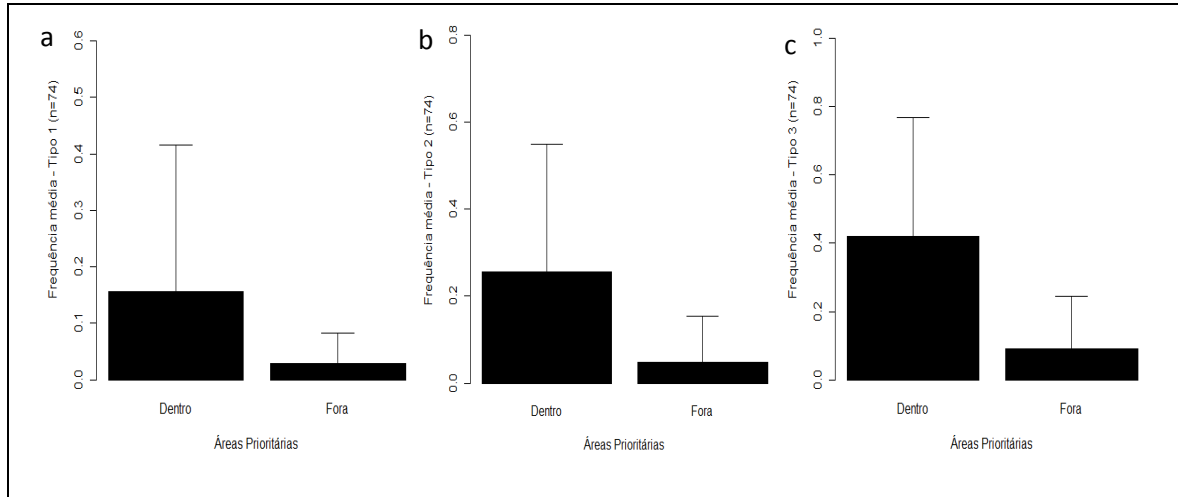 a
Frequência média - Tipo 1 (n=74)
0.6
0.5
0.4
0.3
0.2
0.1
0.0
Dentro
Fora
Áreas Prioritárias
b
Frequência média - Tipo 2 (n=74)
0.8
0.6
0.4
0.2
0.0
Dentro
Fora
Áreas Prioritárias
c
Frequência média - Tipo 3 (n=74)
1.0
0.8
0.6
0.4
0.2
0.0
Dentro
Fora
Áreas Prioritárias